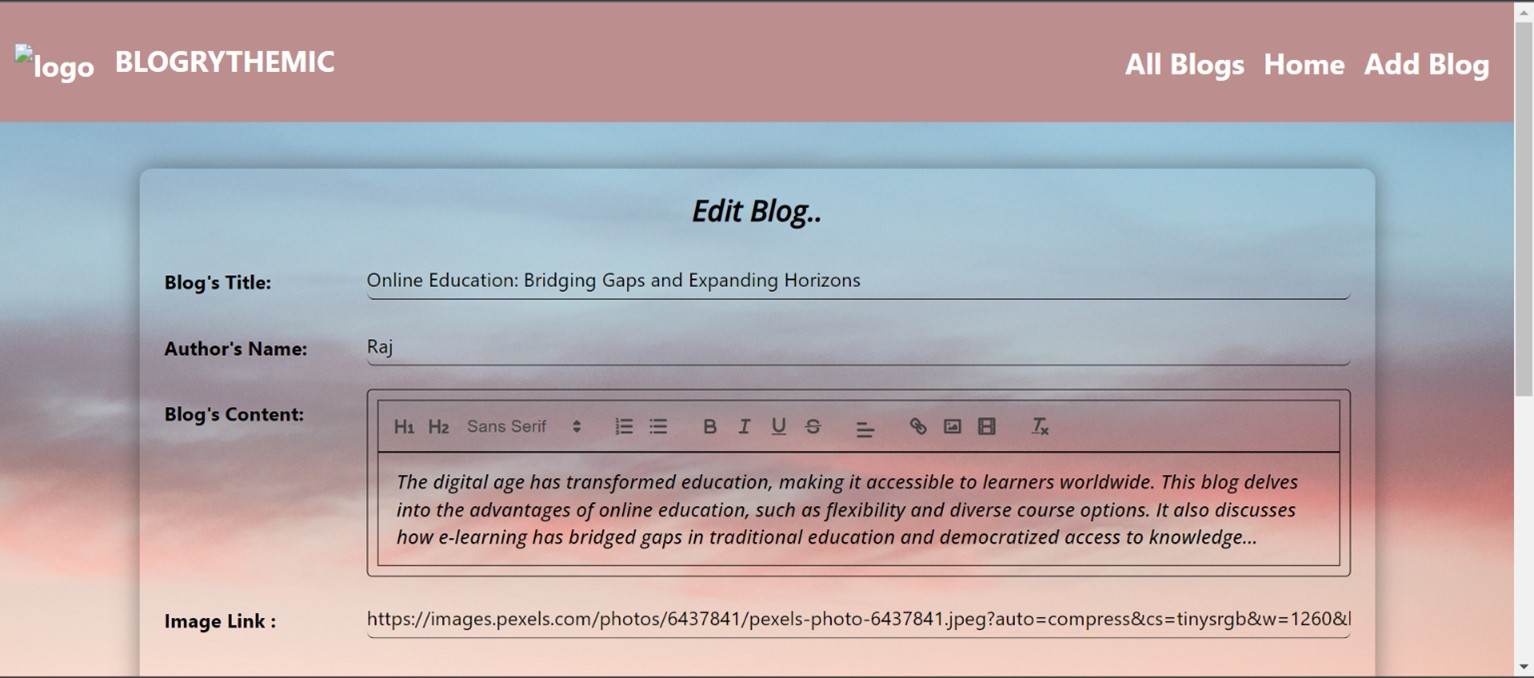 logo BLOGRYTHEMIC All Blogs Home Add Blog
Edit Blog..
Blog's Title: Online Education: Bridging Gaps and Expanding Horizons
Author's Name: Raj
Blog's Content: H1 H2 Sans Serif B I U S
The digital age has transformed education, making it accessible to learners worldwide. This blog delves
into the advantages of online education, such as flexibility and diverse course options. It also discusses
how e-learning has bridged gaps in traditional education and democratized access to knowledge...
Image Link : https://images.pexels.com/photos/6437841/pexels-photo-6437841.jpeg?auto=compress&cs=tinysrgb&w=1260&